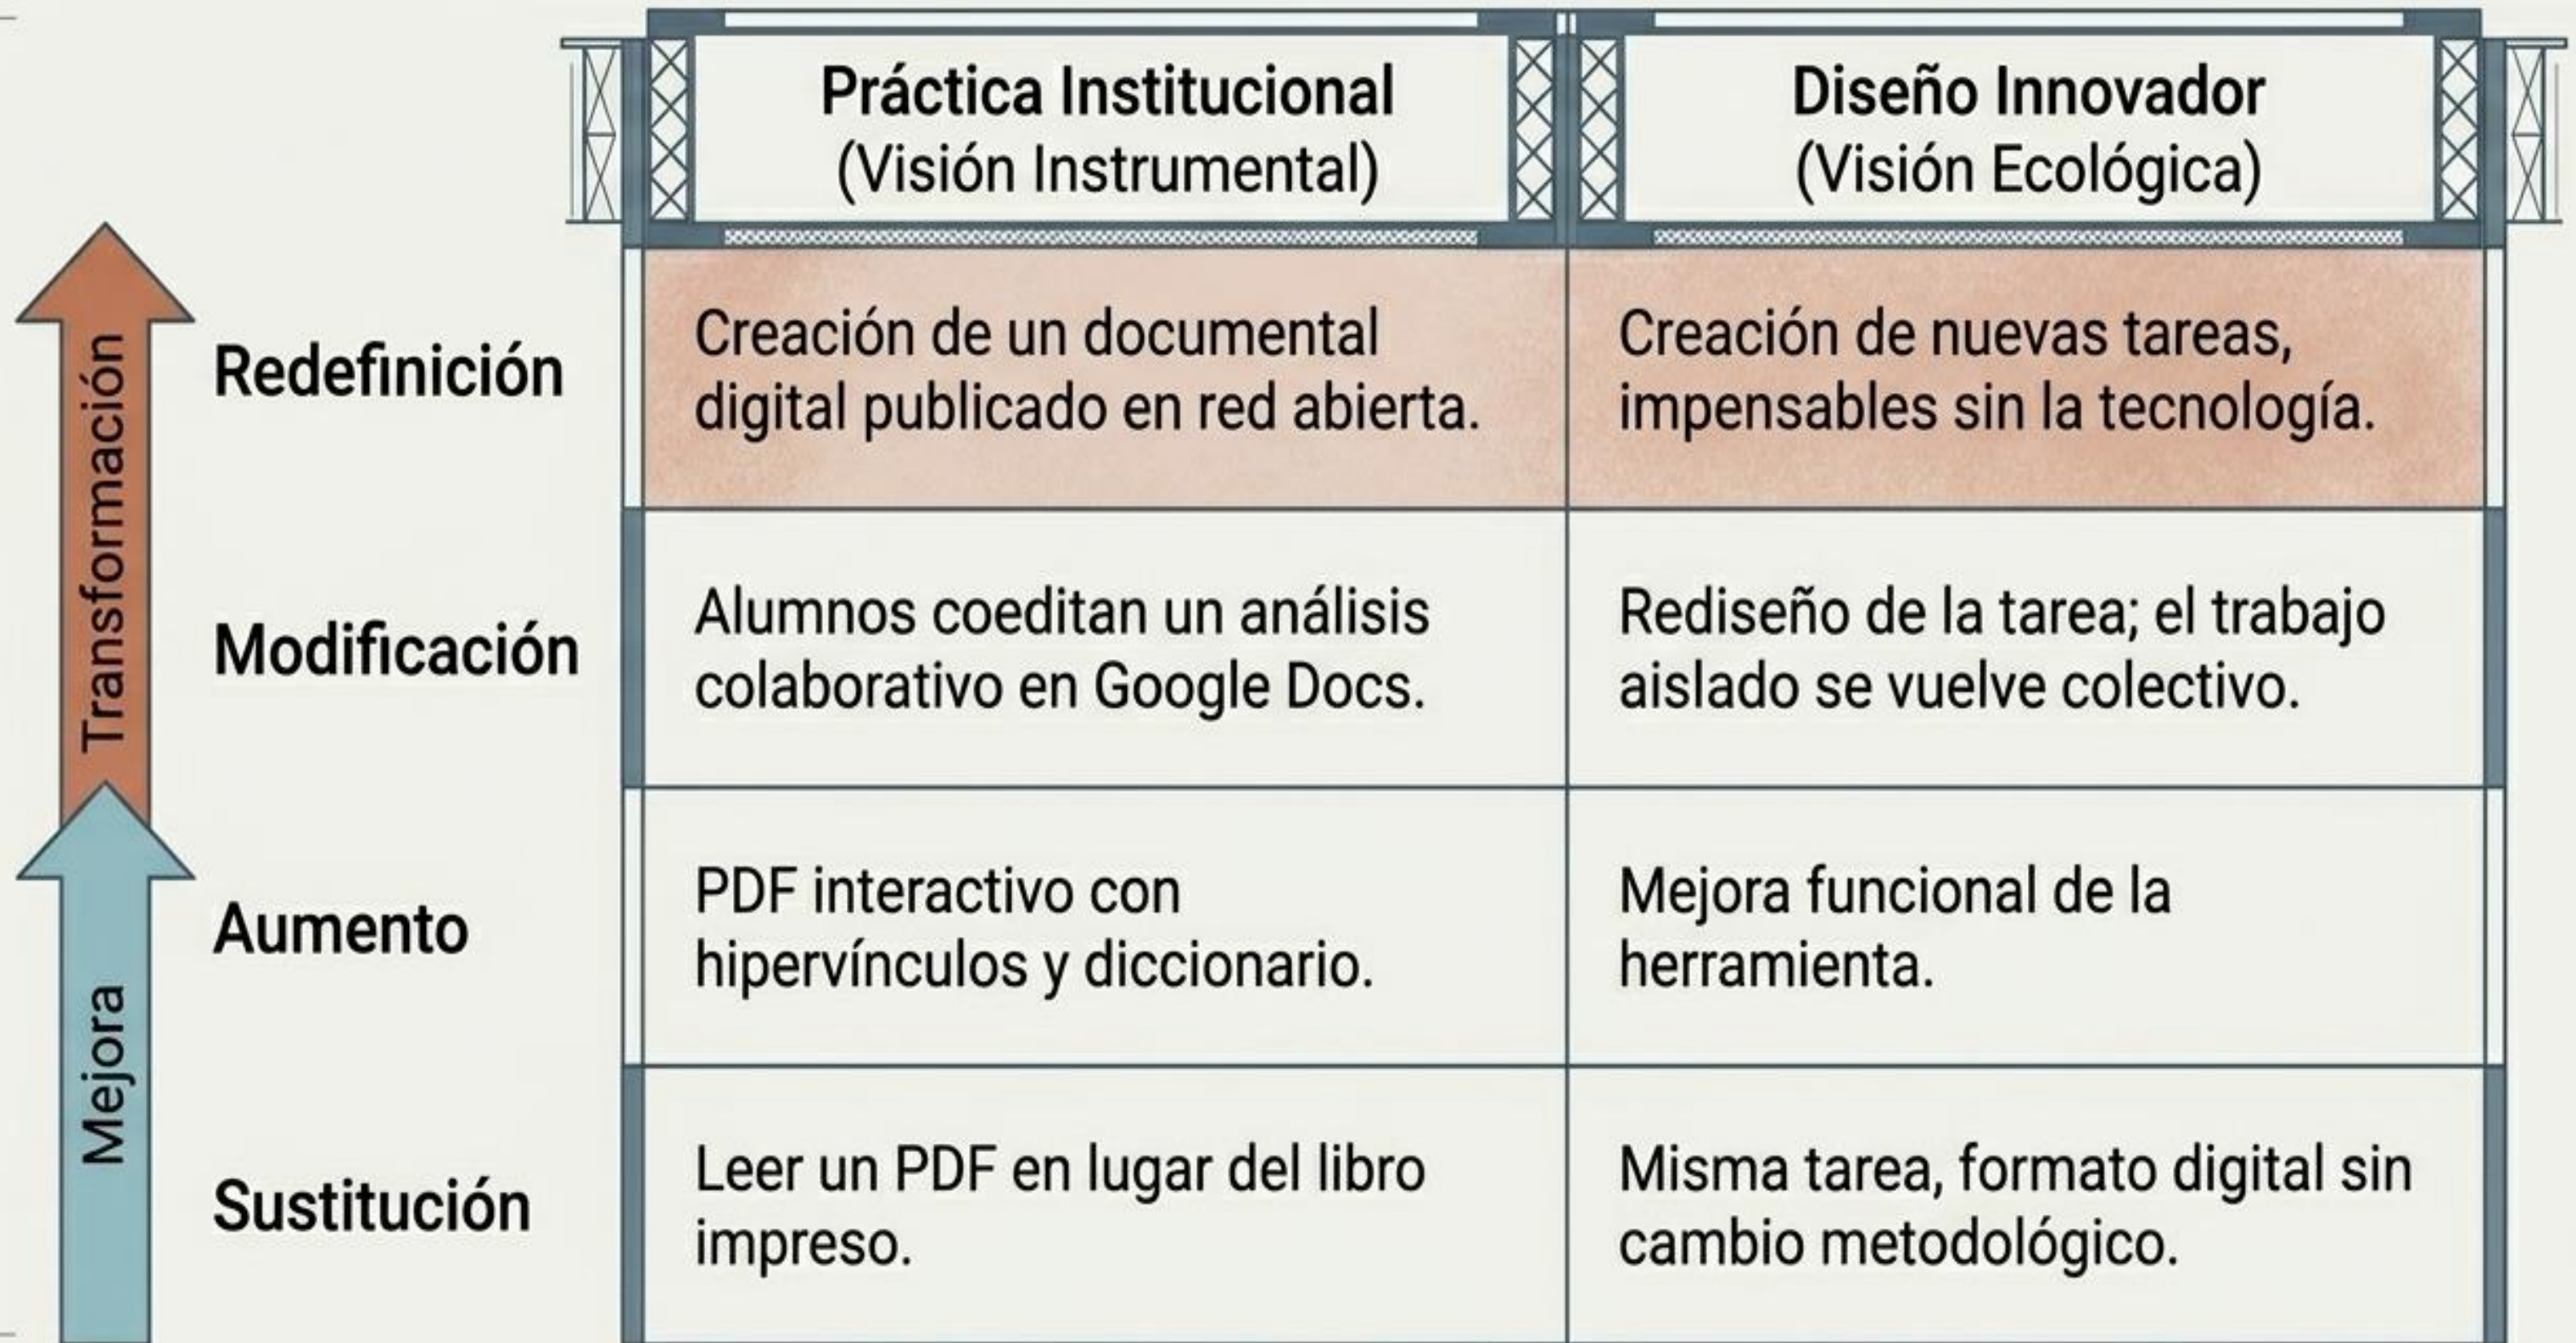 Práctica Institucional
(Visión Instrumental)
Diseño Innovador
(Visión Ecológica)
Transformación
Redefinición
Creación de un documental
digital publicado en red abierta.
Creación de nuevas tareas,
impensables sin la tecnología.
Modificación
Alumnos coeditan un análisis
colaborativo en Google Docs.
Rediseño de la tarea; el trabajo
aislado se vuelve colectivo.
Mejora
Aumento
PDF interactivo con
hipervínculos y diccionario.
Mejora funcional de la
herramienta.
Sustitución
Leer un PDF en lugar del libro
impreso.
Misma tarea, formato digital sin
cambio metodológico.